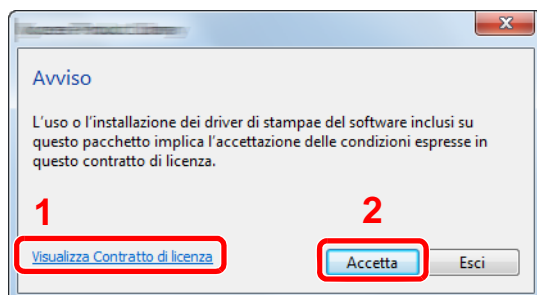 Avviso
L'uso o l'installazione dei driver di stampae del software inclusi su
questo pacchetto implica l'accettazione delle condizioni espresse in
questo contratto di licenza.
1
2
Visualizza Contratto di licenza
Accetta
Esci